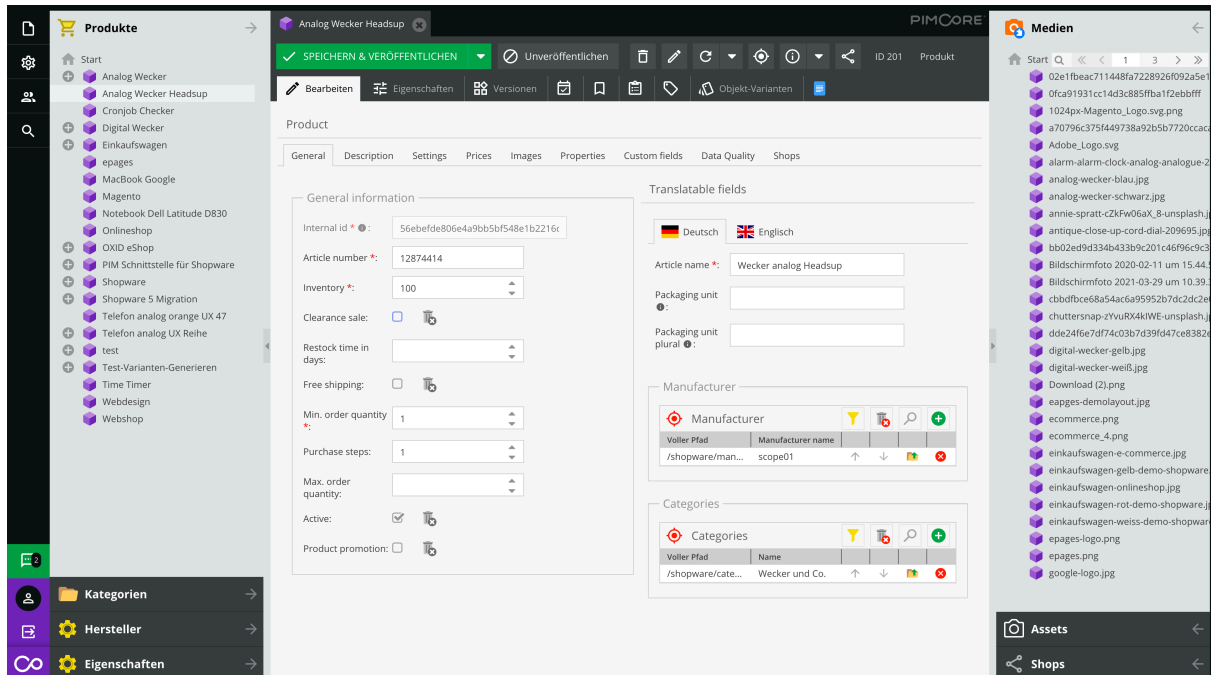 Produkte
Start
Analog Wecker
Analog Wecker Headsup
Cronjob Checker
Digital Wecker
Einkaufswagen
epages
MacBook Google
Magento
Notebook Dell Latitude D830
Onlineshop
OXID eShop
PIM Schnittstelle für Shopware
Shopware
Shopware 5 Migration
Telefon analog orange UX 47
Telefon analog UX Reihe
test
Test-Varianten-Generieren
Time Timer
Webdesign
Webshop
2
Kategorien
Hersteller
Eigenschaften
Analog Wecker Headsup
PIMCORE
SPEICHERN & VERÖFFENTLICHEN
Unveröffentlichen
ID 201
Produkt
Bearbeiten
Eigenschaften
Versionen
Objekt-Varianten
Product
General Description Settings Prices Images Properties Custom fields Data Quality Shops
General information
Internal id * : 56ebefde806e4a9bb5bf548e1b2216c
Article number *: 12874414
Inventory *: 100
Clearance sale:
Restock time in
days:
Free shipping:
Min. order quantity
*: 1
Purchase steps: 1
Max. order
quantity:
Active:
Product promotion:
Translatable fields
Deutsch Englisch
Article name *: Wecker analog Headsup
Packaging unit
:
Packaging unit
plural :
Manufacturer
Manufacturer
Voller Pfad Manufacturer name
/shopware/man... scope01
Categories
Categories
Voller Pfad Name
/shopware/cate... Wecker und Co.
Medien
Start 1 3
02e1fbeac711448fa7228926f092a5e1
0fca91931cc14d3c885ffba1f2ebbfff
1024px-Magento_Logo.svg.png
a70796c375f449738a92b5b7720ccaca
Adobe_Logo.svg
alarm-alarm-clock-analog-analogue-2
analog-wecker-blau.jpg
analog-wecker-schwarz.jpg
annie-spratt-cZkFw06aX_8-unsplash.j
antique-close-up-cord-dial-209695.jpg
bb02ed9d334b433b9c201c46f96c9c3
Bildschirmfoto 2020-02-11 um 15.44.
Bildschirmfoto 2021-03-29 um 10.39.
cbbdfbce68a54ac6a95952b7dc2dc2e
chuttersnap-zYvuRX4kIWE-unsplash.j
dde24f6e7df74c03b7d39fd47ce8382e
digital-wecker-gelb.jpg
digital-wecker-weiß.jpg
Download (2).png
eapges-demolayout.jpg
ecommerce.png
ecommerce_4.png
einkaufswagen-e-commerce.jpg
einkaufswagen-gelb-demo-shopware.
einkaufswagen-onlineshop.jpg
einkaufswagen-rot-demo-shopware.j
einkaufswagen-weiss-demo-shopware
epages-logo.png
epages.png
google-logo.jpg
Assets
Shops